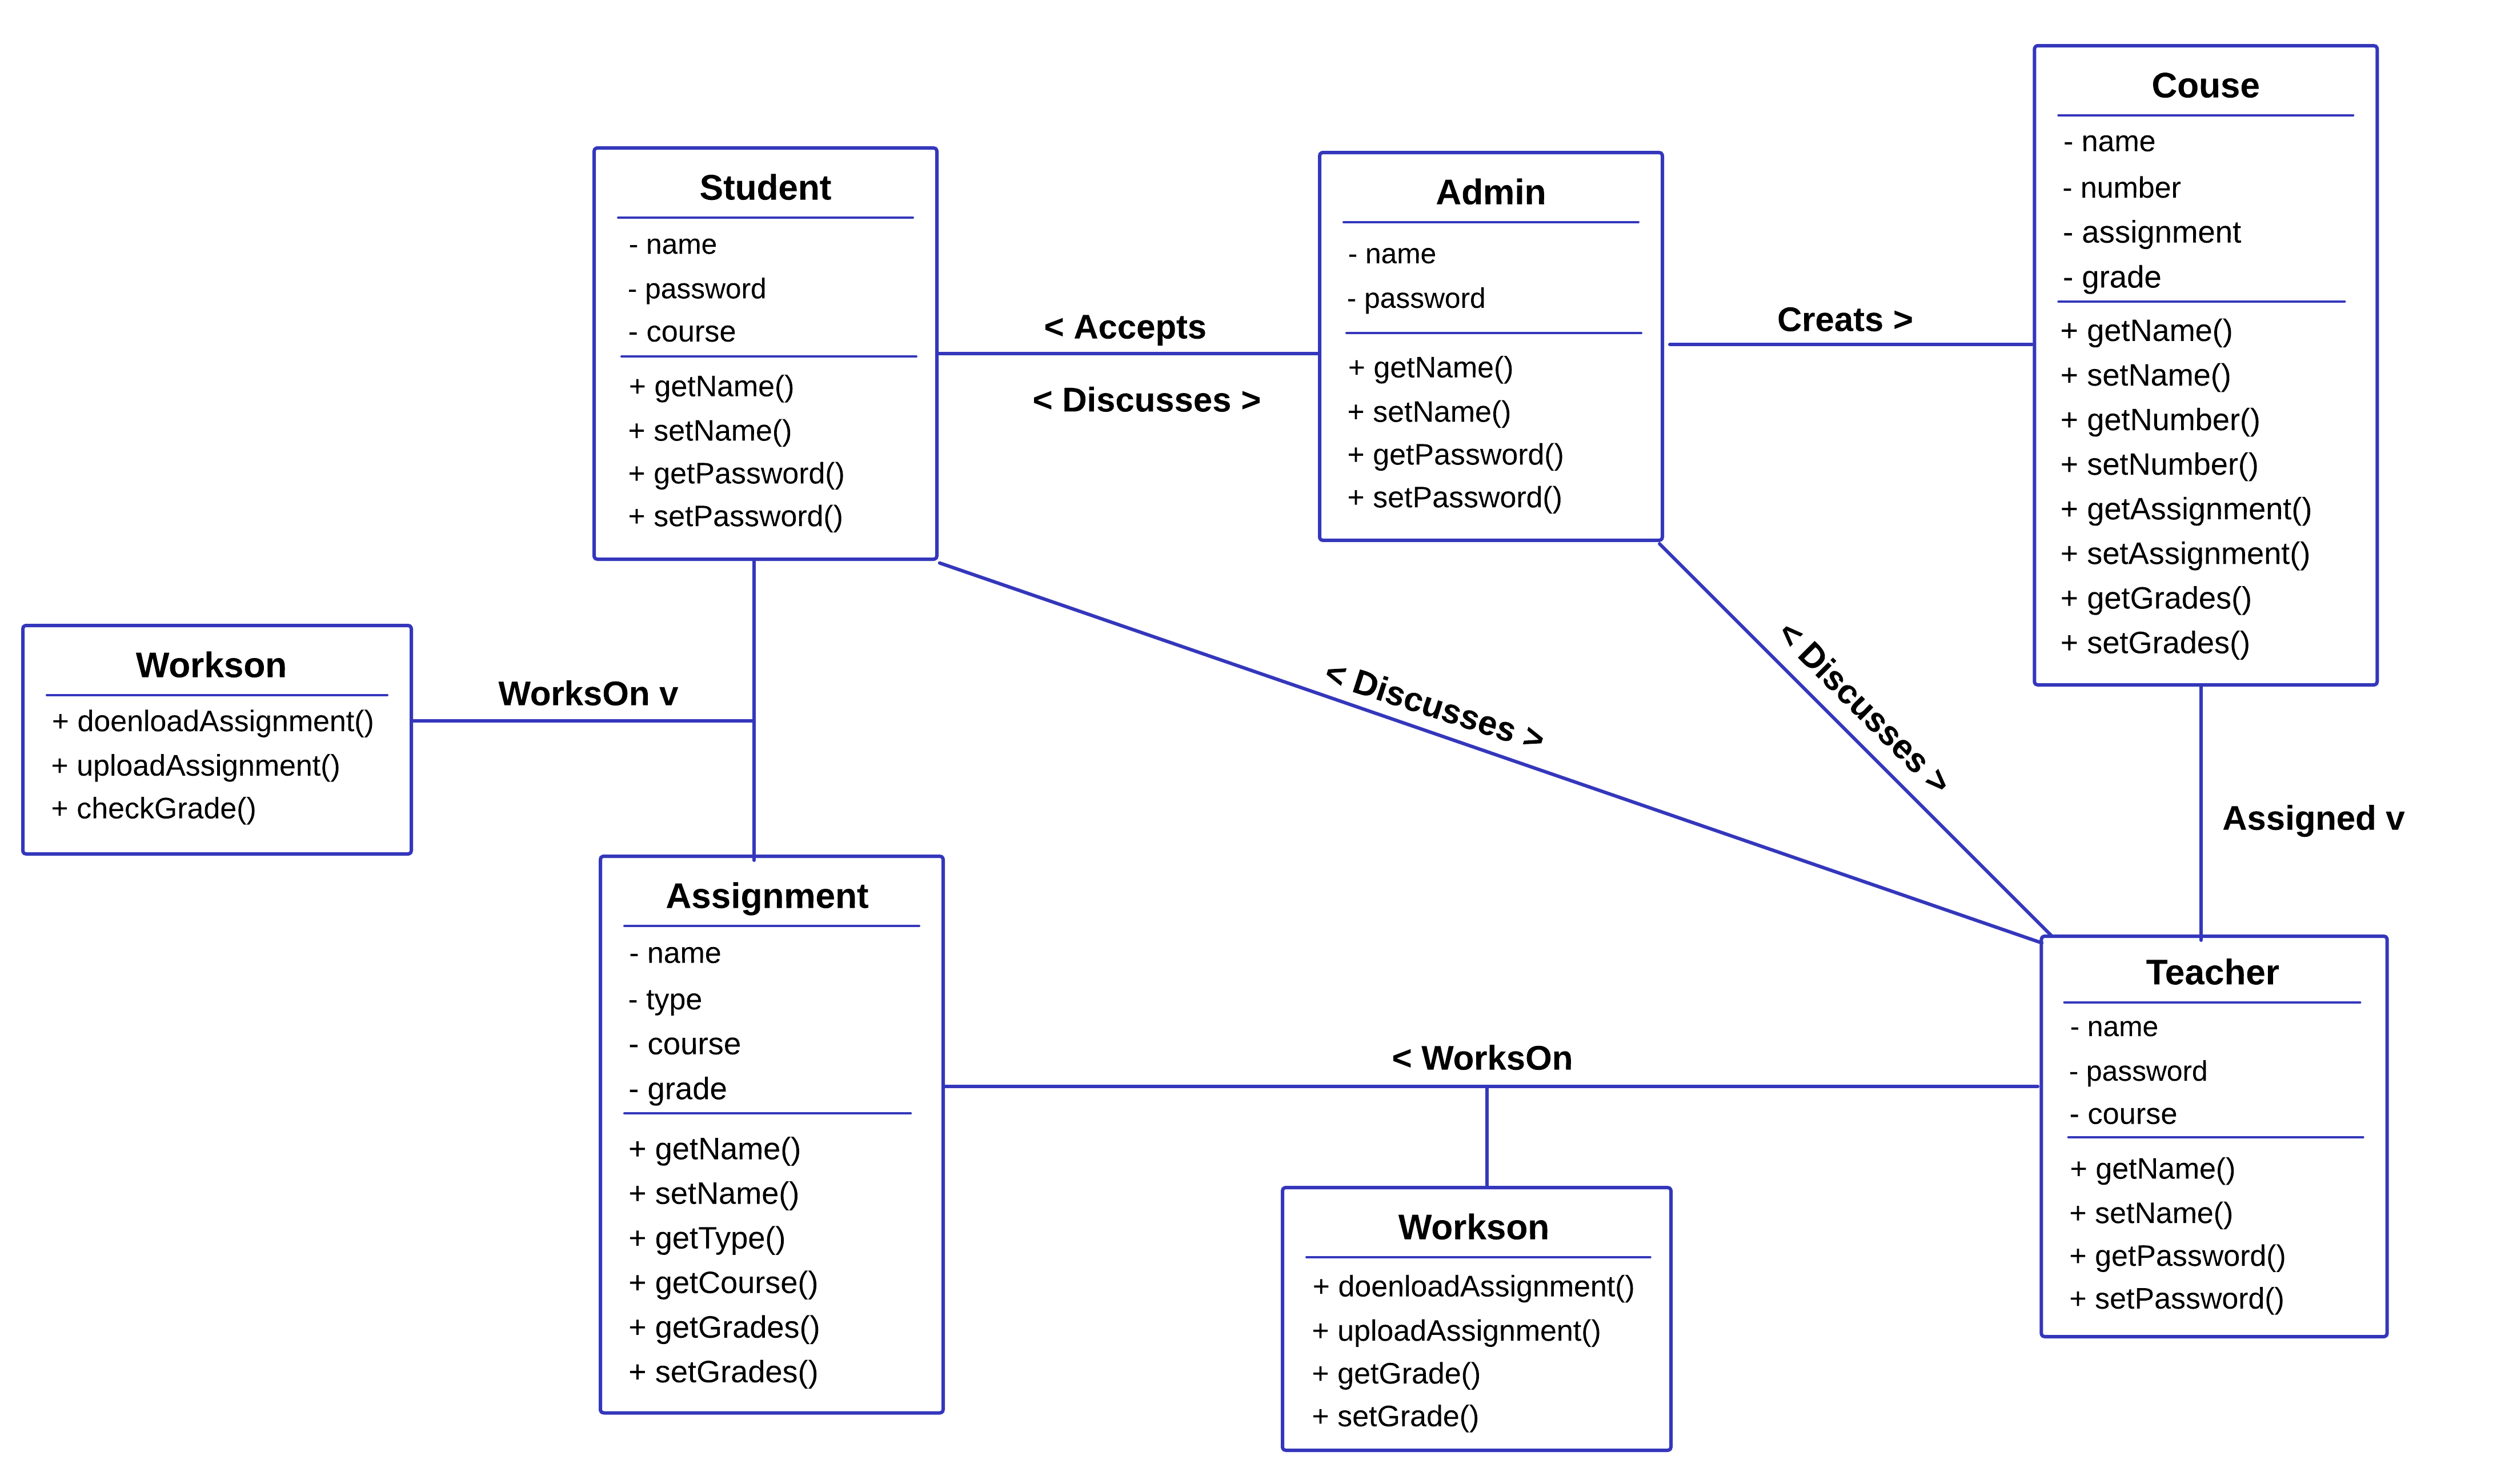 Student
- name
- password
- course
+ getName()
+ setName()
+ getPassword()
+ setPassword()
< Accepts
< Discusses >
Admin
- name
- password
+ getName()
+ setName()
+ getPassword()
+ setPassword()
Creats >
Couse
- name
- number
- assignment
- grade
+ getName()
+ setName()
+ getNumber()
+ setNumber()
+ getAssignment()
+ setAssignment()
+ getGrades()
+ setGrades()
Workson
+ doenloadAssignment()
+ uploadAssignment()
+ checkGrade()
WorksOn v
< Discusses >
< Discusses >
Assigned v
Assignment
- name
- type
- course
- grade
+ getName()
+ setName()
+ getType()
+ getCourse()
+ getGrades()
+ setGrades()
< WorksOn
Workson
+ doenloadAssignment()
+ uploadAssignment()
+ getGrade()
+ setGrade()
Teacher
- name
- password
- course
+ getName()
+ setName()
+ getPassword()
+ setPassword()